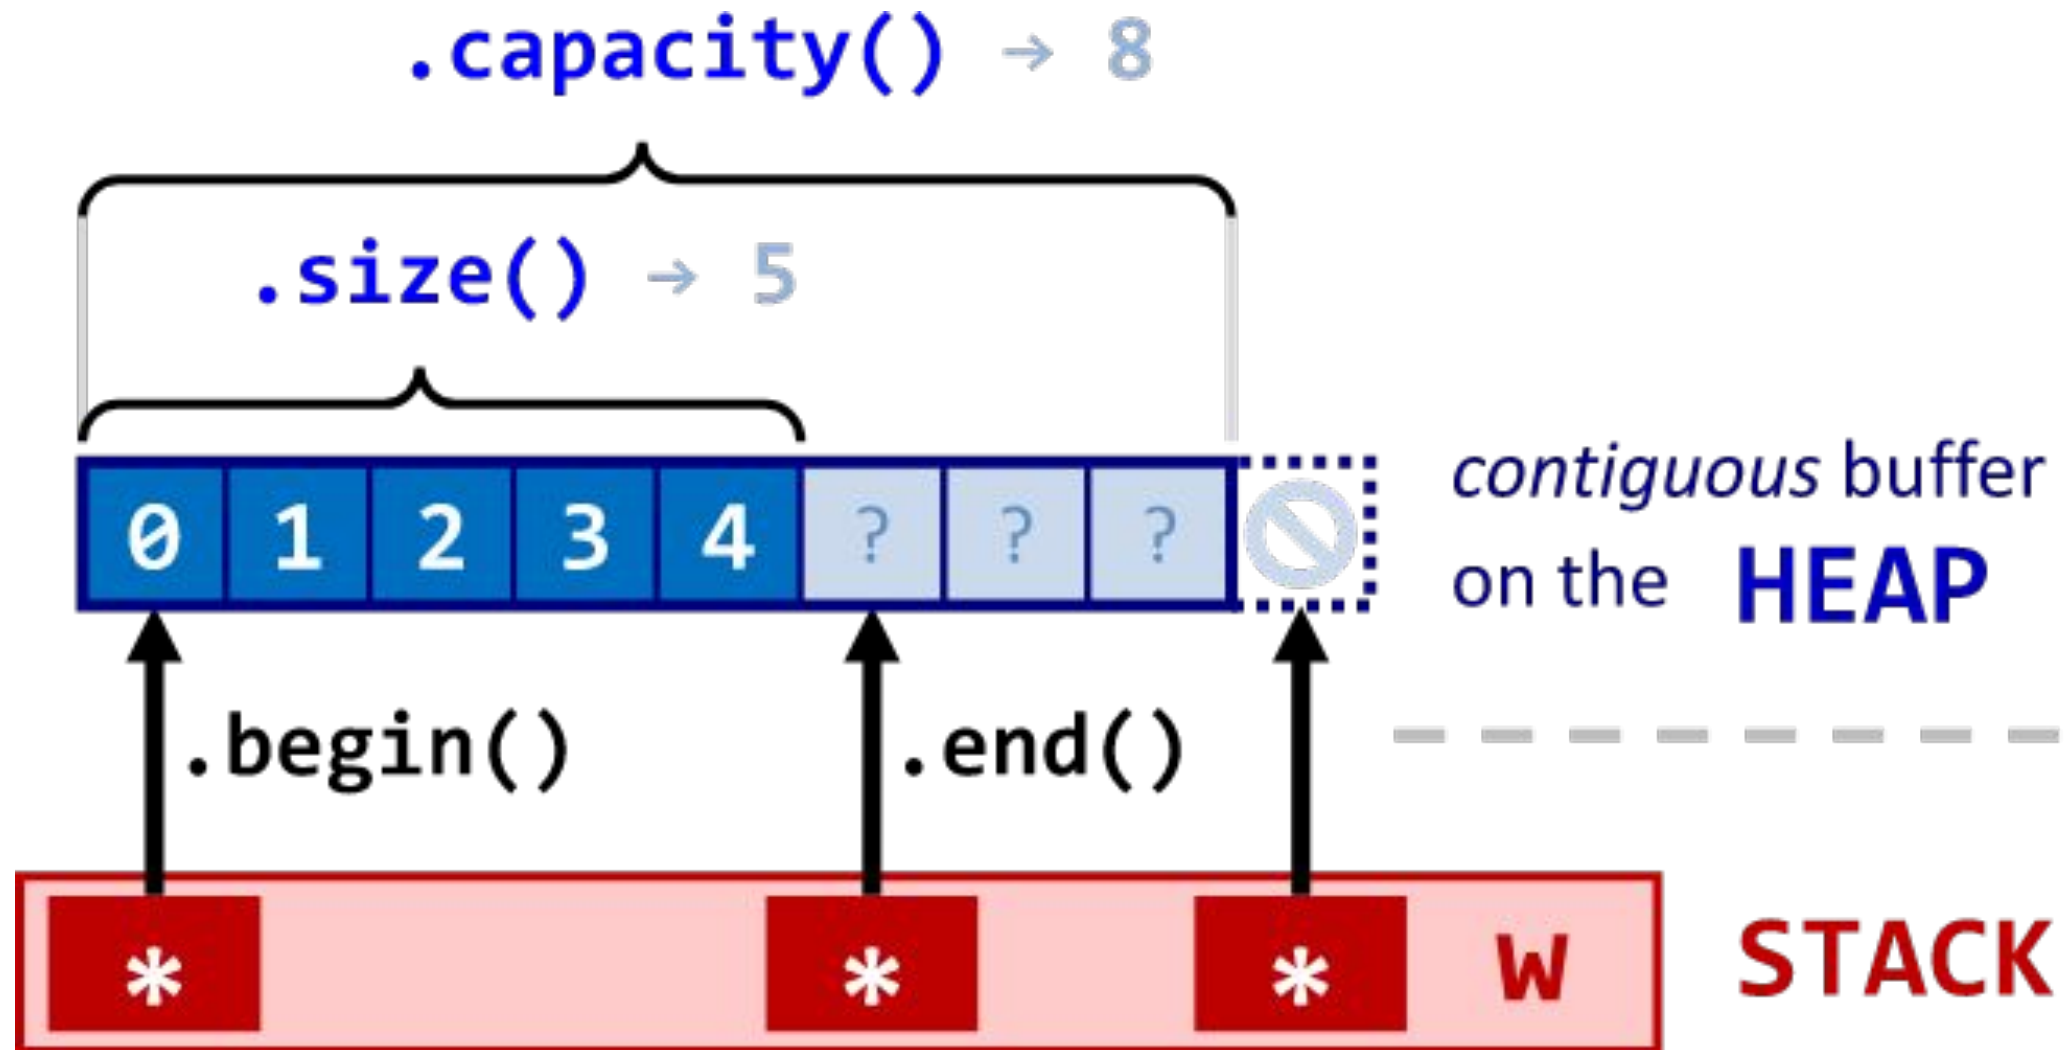 .capacity() → 8
.size() → 5
0 1 2 3 4 ? ? ?
contiguous buffer
on the HEAP
.begin() .end()
* * * W STACK